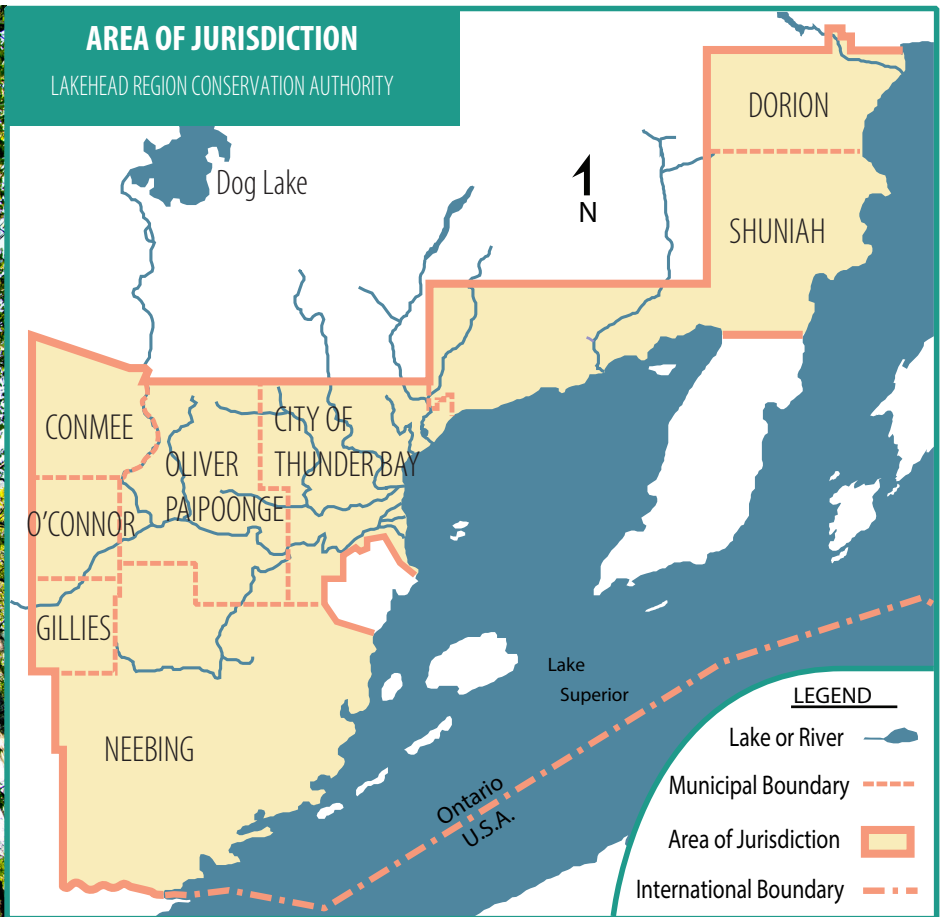 AREA OF JURISDICTION
LAKEHEAD REGION CONSERVATION AUTHORITY
DORION
Dog Lake
N
SHUNIAH
CONMEE
CITY OF
THUNDER BAY
OLIVER
PAIPOONGE
O'CONNOR
GILLIES
Lake
Superior
NEEBING
Ontario
U.S.A.
LEGEND
Lake or River
Municipal Boundary
Area of Jurisdiction
International Boundary